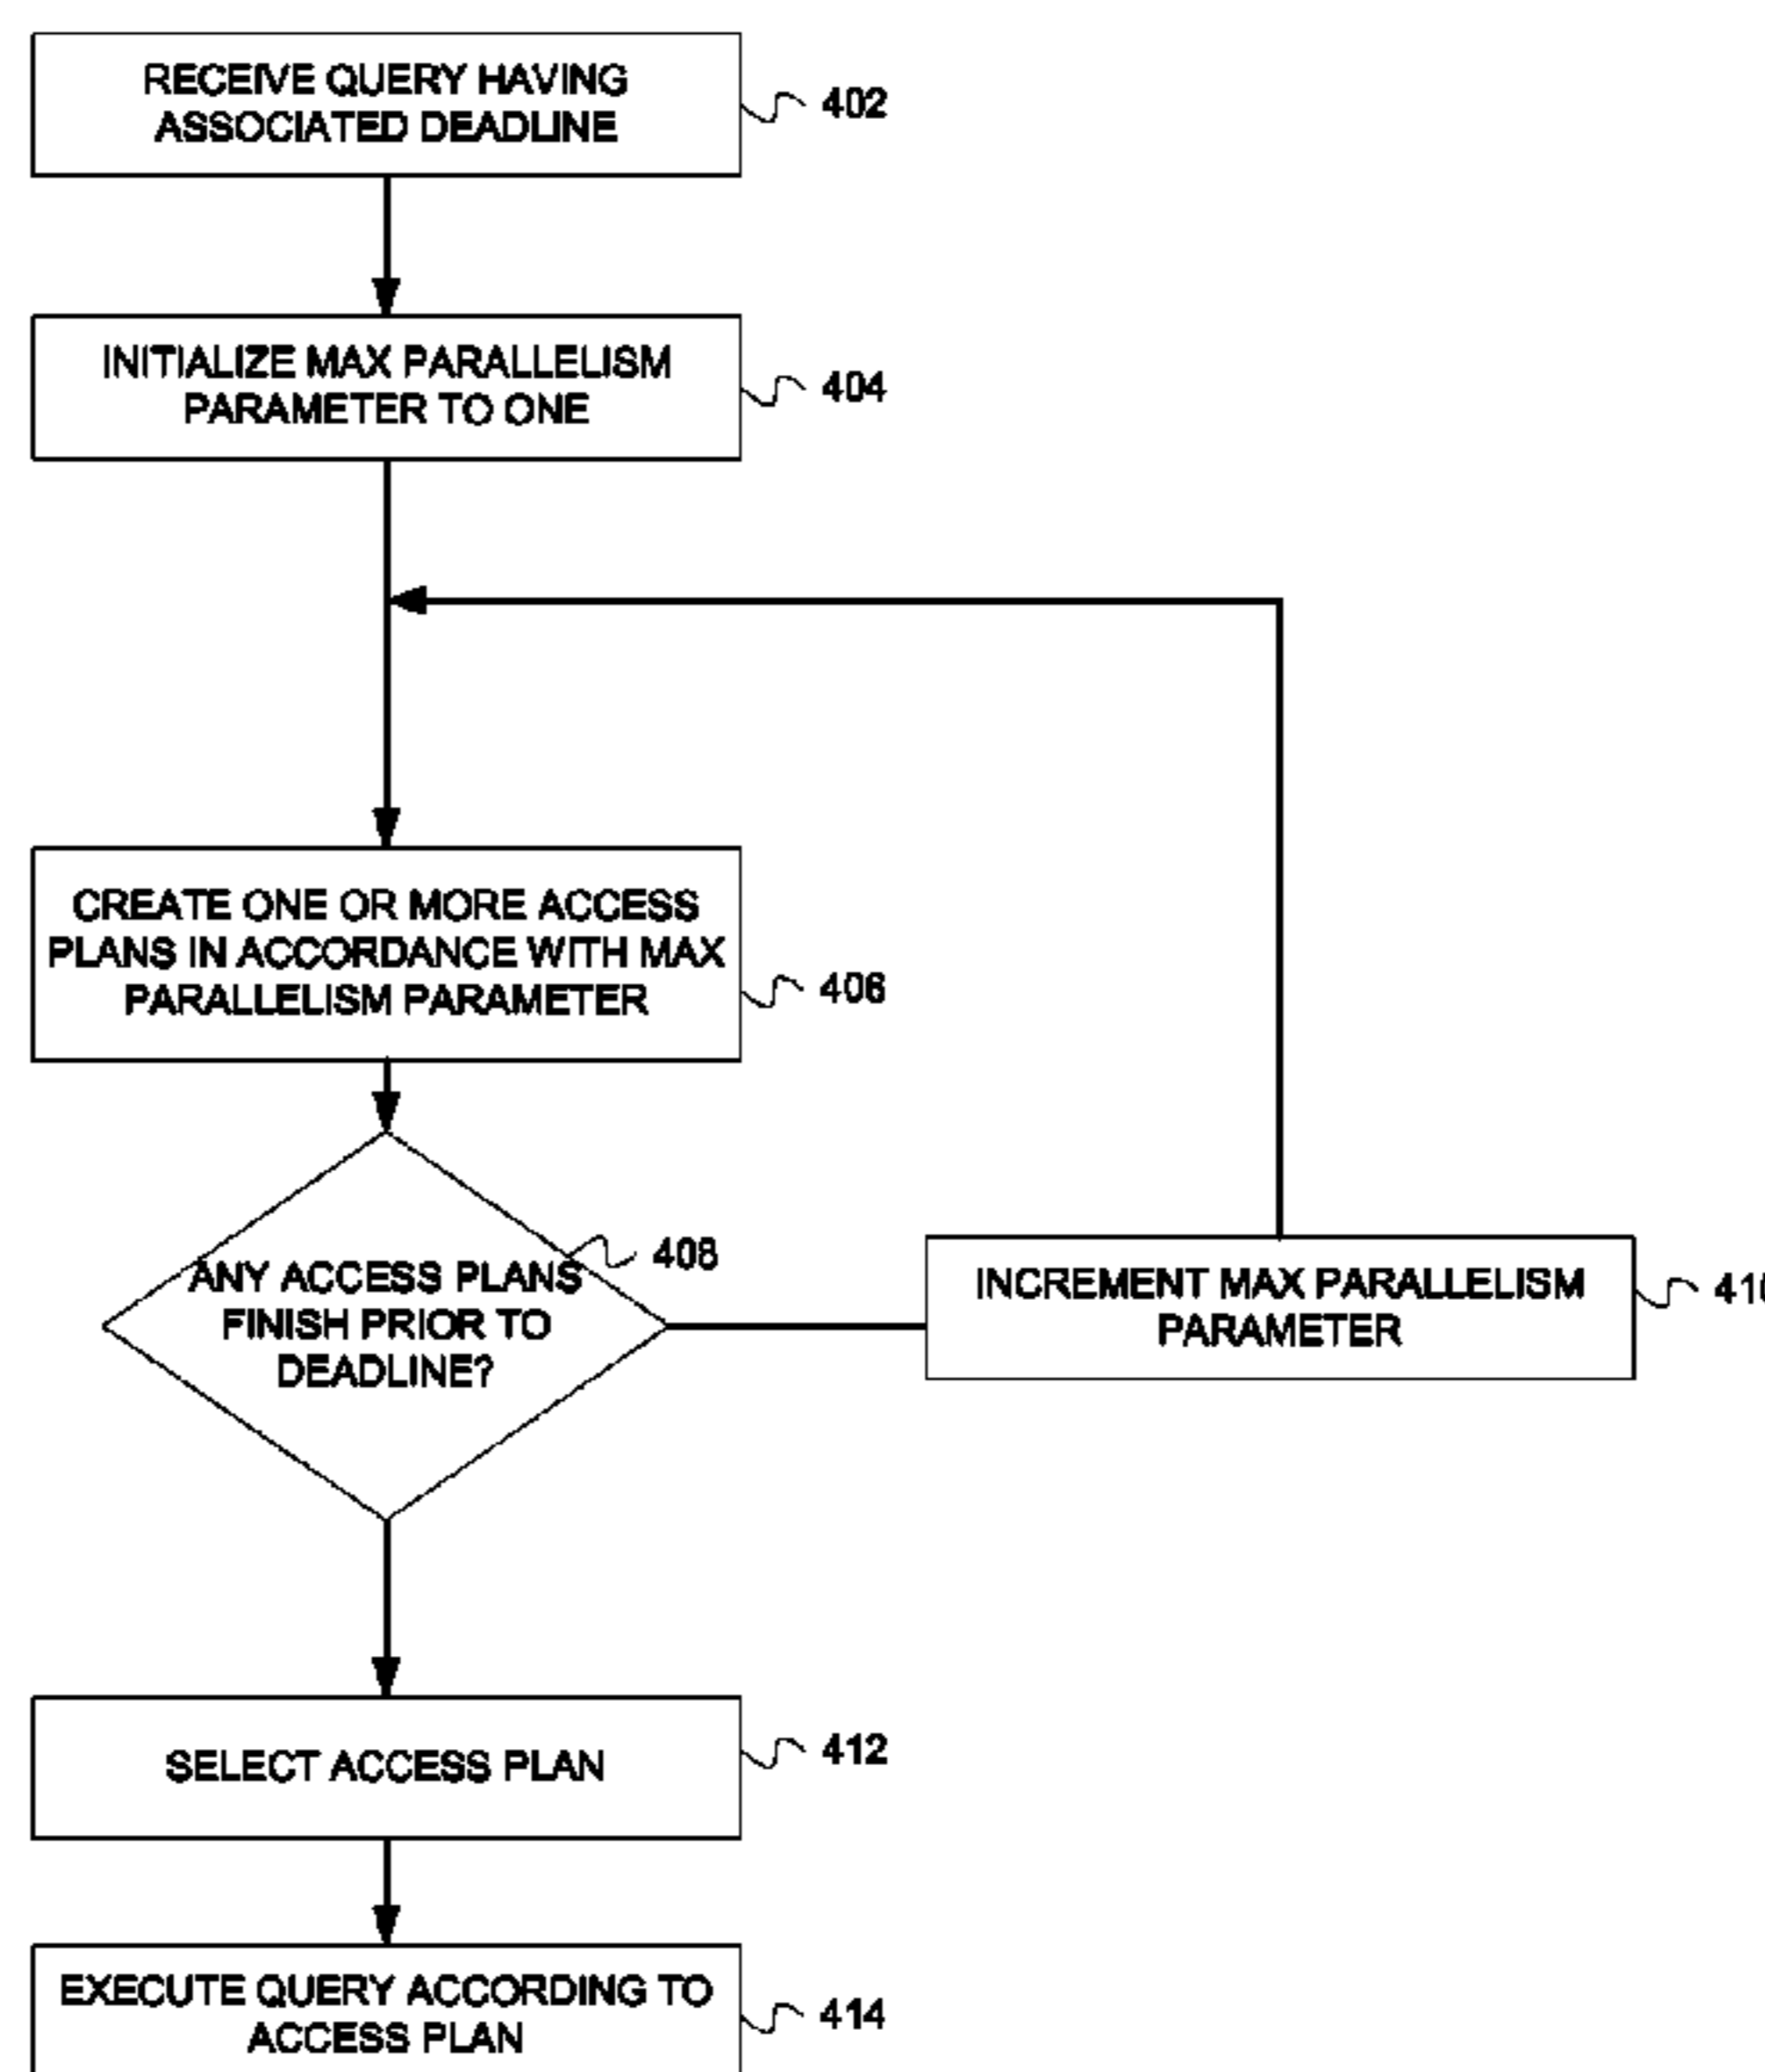 RECEIVE QUERY HAVING
ASSOCIATED DEADLINE
402
INITIALIZE MAX PARALLELISM
PARAMETER TO ONE
404
CREATE ONE OR MORE ACCESS
PLANS IN ACCORDANCE WITH MAX
PARALLELISM PARAMETER
406
408
ANY ACCESS PLANS
FINISH PRIOR TO
DEADLINE?
INCREMENT MAX PARALLELISM
PARAMETER
410
SELECT ACCESS PLAN
412
EXECUTE QUERY ACCORDING TO
ACCESS PLAN
414